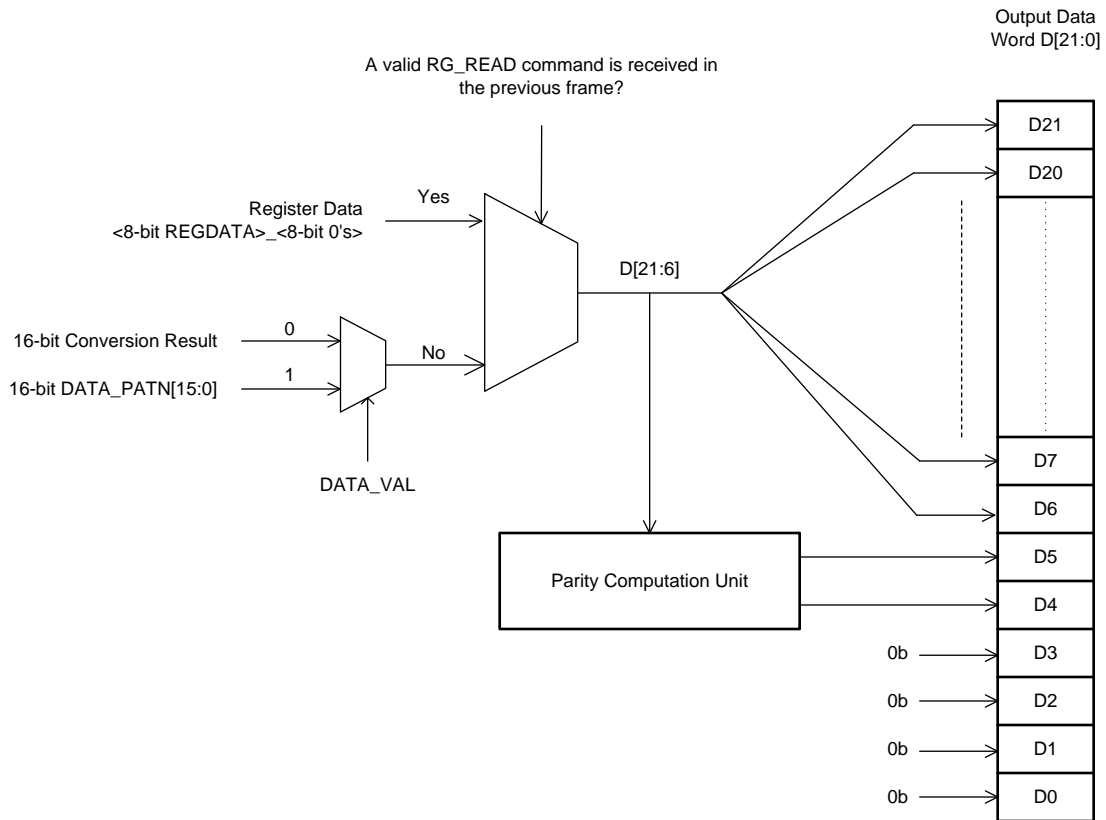 Output Data
Word D[21:0]
A valid RG_READ command is received in
the previous frame?
D21
D20
Yes
Register Data
<8-bit REGDATA>_<8-bit 0's>
D[21:6]
0
16-bit Conversion Result
No
1
16-bit DATA_PATN[15:0]
DATA_VAL
D7
D6
D5
Parity Computation Unit
D4
0b
D3
0b
D2
0b
D1
0b
D0